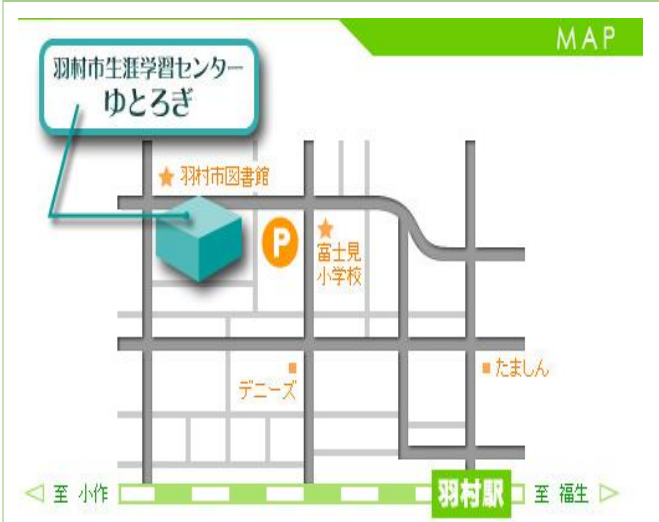 MAP
羽村市生涯学習センター
ゆとろぎ
★ 羽村市図書館
P
★
富士見
小学校
デニーズ
たましん
◁ 至 小作
羽村駅
至 福生 ▷